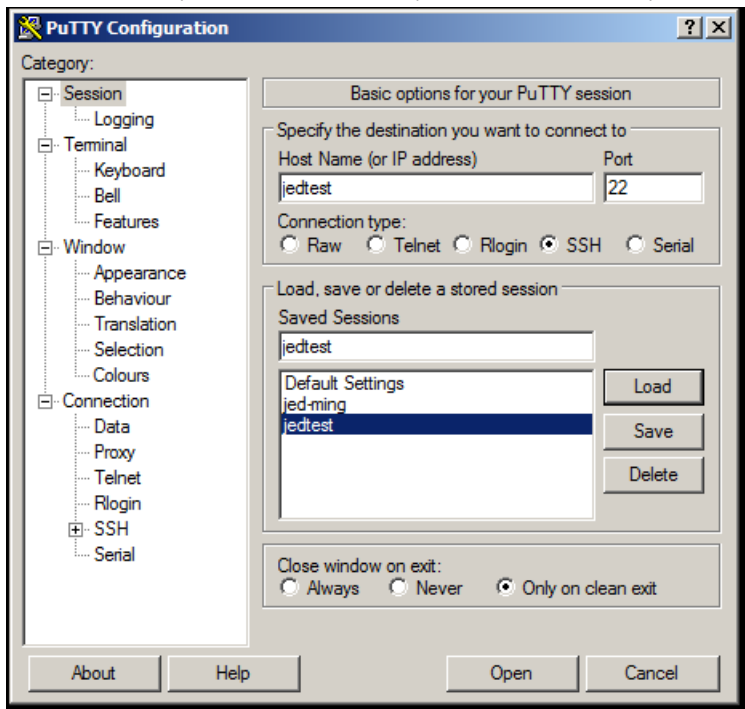 PuTTY Configuration
Category:
Session
Logging
Terminal
Keyboard
Bell
Features
Window
Appearance
Behaviour
Translation
Selection
Colours
Connection
Data
Proxy
Telnet
Rlogin
SSH
Serial
Basic options for your PuTTY session
Specify the destination you want to connect to
Host Name (or IP address) Port
jedtest 22
Connection type:
Raw Telnet Rlogin SSH Serial
Load, save or delete a stored session
Saved Sessions
jedtest
Default Settings
jed-ming
jedtest
Load
Save
Delete
Close window on exit:
Always Never Only on clean exit
About Help Open Cancel